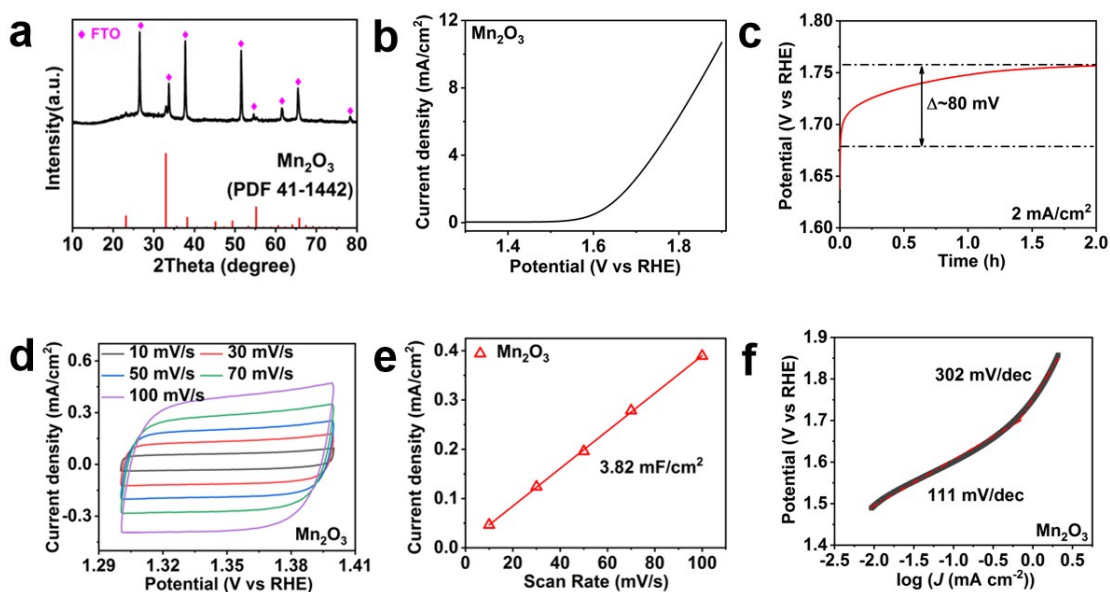 a
♦ FTO
Intensity(a.u.)
Mn₂O₃
(PDF 41-1442)
10 20 30 40 50 60 70 80
2Theta (degree)
b
Mn₂O₃
Current density (mA/cm²)
12
8
4
0
1.4 1.6 1.8
Potential (V vs RHE)
c
Potential (V vs RHE)
1.80
1.75
1.70
1.65
1.60
Δ~80 mV
2 mA/cm²
0.0 0.5 1.0 1.5 2.0
Time (h)
d
Current density (mA/cm²)
0.6
0.3
0.0
-0.3
10 mV/s 30 mV/s
50 mV/s 70 mV/s
100 mV/s
Mn₂O₃
1.29 1.32 1.35 1.38 1.41
Potential (V vs RHE)
e
Current density (mA/cm²)
0.4
0.3
0.2
0.1
0.0
Mn₂O₃
3.82 mF/cm²
0 20 40 60 80 100
Scan Rate (mV/s)
f
Potential (V vs RHE)
1.9
1.8
1.7
1.6
1.5
1.4
302 mV/dec
111 mV/dec
Mn₂O₃
-2.5 -2.0 -1.5 -1.0 -0.5 0.0 0.5
log (J (mA cm⁻²))